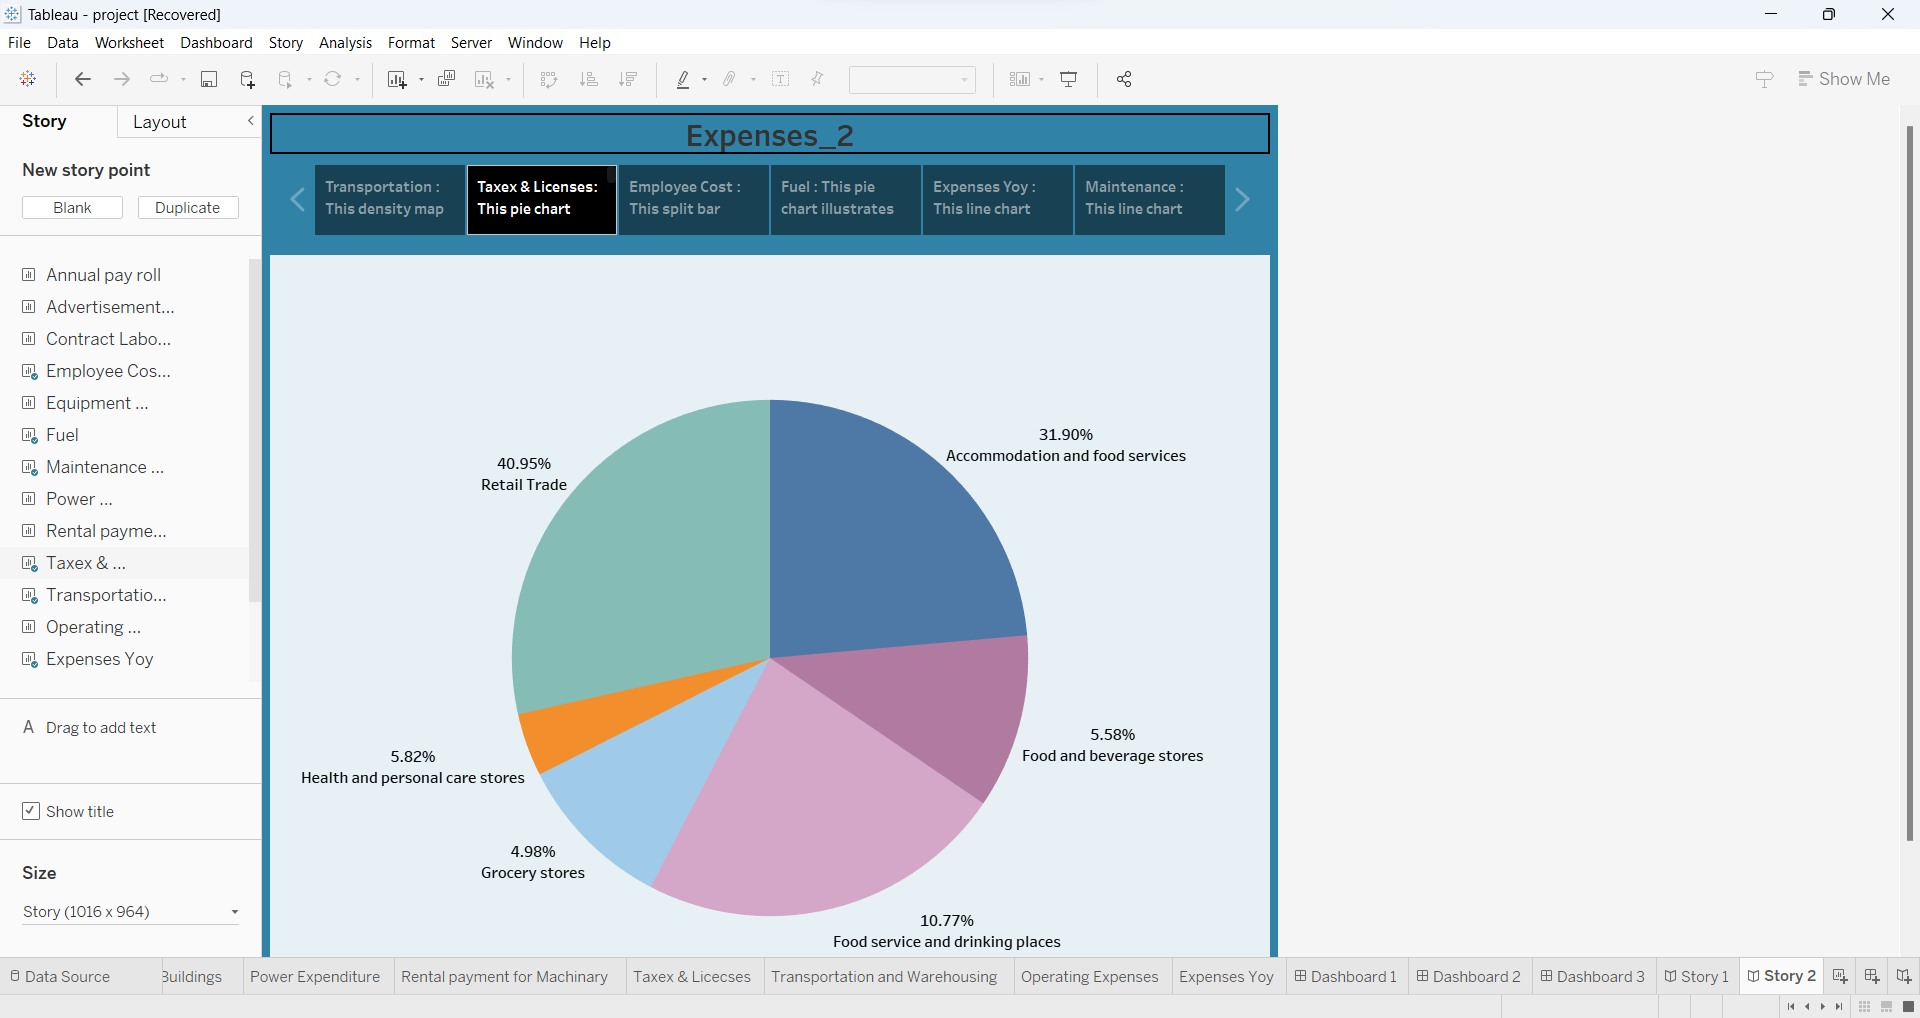 Tableau - project [Recovered]
File Data Worksheet Dashboard Story Analysis Format Server Window Help
Show Me
Story Layout
New story point
Blank Duplicate
Annual pay roll
Advertisement...
Contract Labo...
Employee Cos...
Equipment ...
Fuel
Maintenance ...
Power ...
Rental payme...
Taxex & ...
Transportatio...
Operating ...
Expenses Yoy
A Drag to add text
Show title
Size
Story (1016 x 964)
Expenses_2
Transportation :
This density map
Taxex & Licenses:
This pie chart
Employee Cost :
This split bar
Fuel : This pie
chart illustrates
Expenses Yoy :
This line chart
Maintenance :
This line chart
31.90%
Accommodation and food services
40.95%
Retail Trade
5.58%
Food and beverage stores
5.82%
Health and personal care stores
4.98%
Grocery stores
10.77%
Food service and drinking places
Data Source Buildings Power Expenditure Rental payment for Machinary Taxex & Licecses Transportation and Warehousing Operating Expenses Expenses Yoy Dashboard 1 Dashboard 2 Dashboard 3 Story 1 Story 2